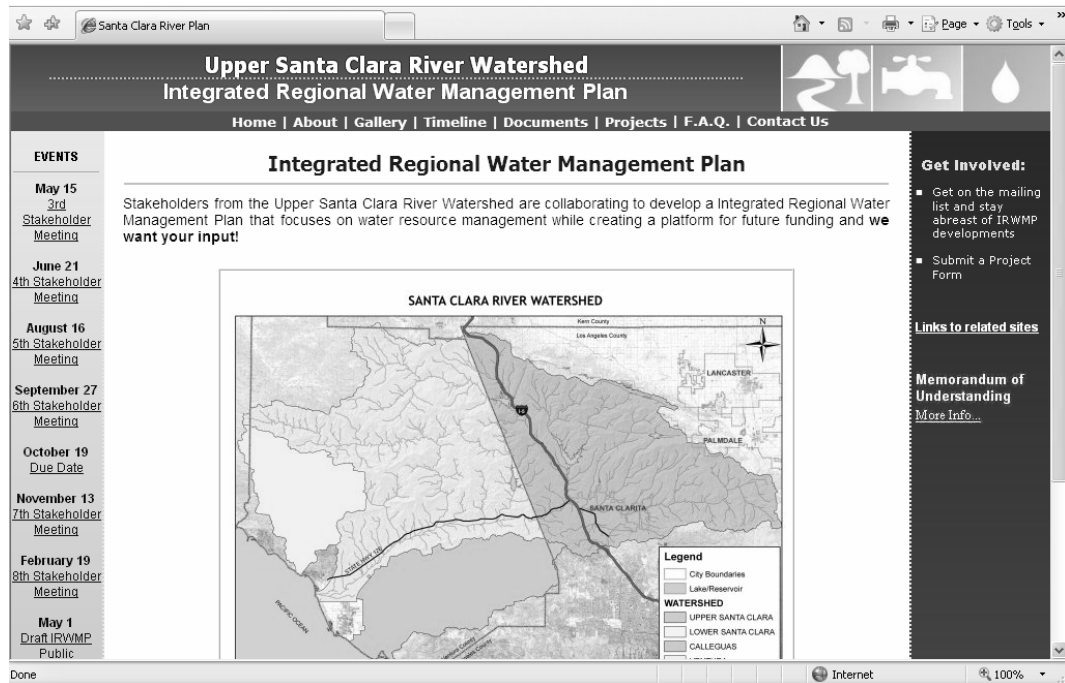 Santa Clara River Plan
Page
Tools
Upper Santa Clara River Watershed
Integrated Regional Water Management Plan
Home | About | Gallery | Timeline | Documents | Projects | F.A.Q. | Contact Us
EVENTS
May 15
3rd
Stakeholder
Meeting
June 21
4th Stakeholder
Meeting
August 16
5th Stakeholder
Meeting
September 27
6th Stakeholder
Meeting
October 19
Due Date
November 13
7th Stakeholder
Meeting
February 19
8th Stakeholder
Meeting
May 1
Draft IRWMP
Public
Integrated Regional Water Management Plan
Stakeholders from the Upper Santa Clara River Watershed are collaborating to develop a Integrated Regional Water
Management Plan that focuses on water resource management while creating a platform for future funding and we
want your input!
SANTA CLARA RIVER WATERSHED
Kern County
Los Angeles County
N
LANCASTER
PALMDALE
SANTA CLARITA
STATE HWY 126
PACIFIC OCEAN
Legend
City Boundaries
Lake/Reservoir
WATERSHED
UPPER SANTA CLARA
LOWER SANTA CLARA
CALLEGUAS
Get Involved:
Get on the mailing
list and stay
abreast of IRWMP
developments
Submit a Project
Form
Links to related sites
Memorandum of
Understanding
More Info...
Done
Internet
100%